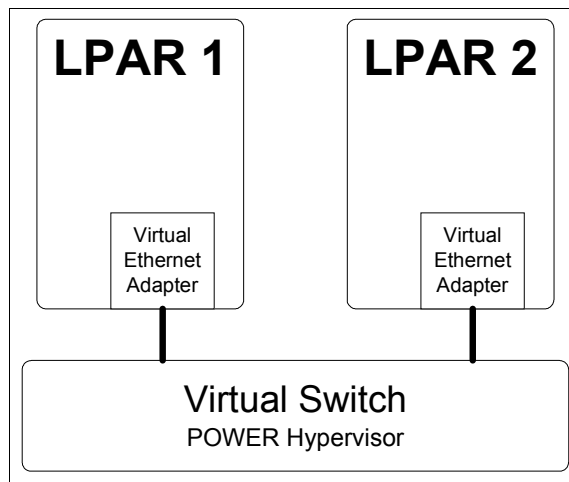 LPAR 1
LPAR 2
Virtual
Ethernet
Adapter
Virtual
Ethernet
Adapter
Virtual Switch
POWER Hypervisor